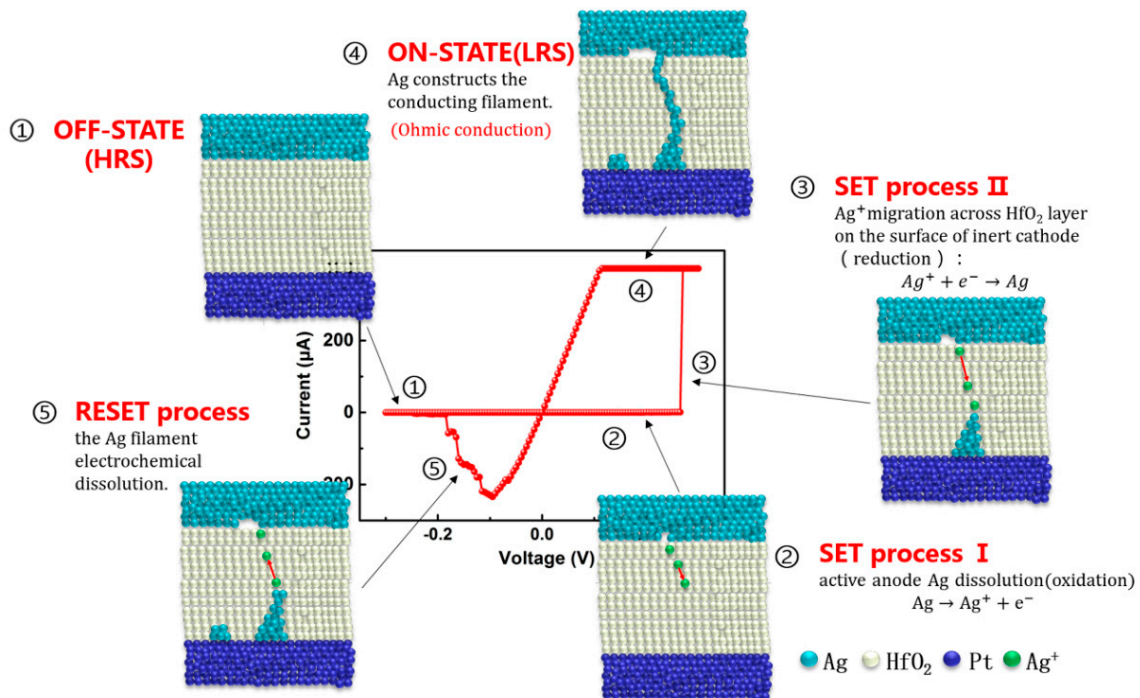 ④ ON-STATE(LRS)
Ag constructs the
conducting filament.
(Ohmic conduction)
① OFF-STATE
(HRS)
③ SET process Ⅱ
Ag⁺migration across HfO₂ layer
on the surface of inert cathode
( reduction ) :
Ag⁺ + e⁻ → Ag
⑤ RESET process
the Ag filament
electrochemical
dissolution.
200
0
Current (µA)
① ② ③ ④ ⑤
-0.2 0.0
Voltage (V)
② SET process Ⅰ
active anode Ag dissolution(oxidation)
Ag → Ag⁺ + e⁻
Ag HfO₂ Pt Ag⁺